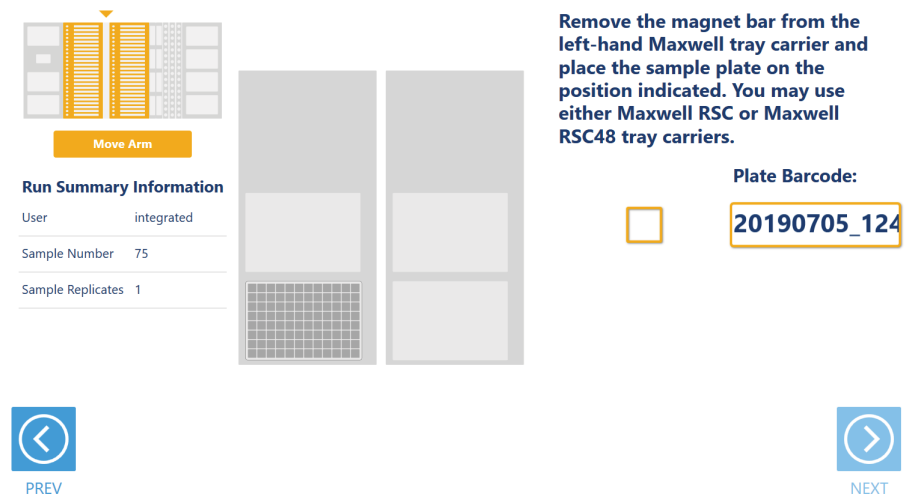 Move Arm
Run Summary Information
User integrated
Sample Number 75
Sample Replicates 1
Remove the magnet bar from the
left-hand Maxwell tray carrier and
place the sample plate on the
position indicated. You may use
either Maxwell RSC or Maxwell
RSC48 tray carriers.
Plate Barcode:
20190705_124
PREV
NEXT